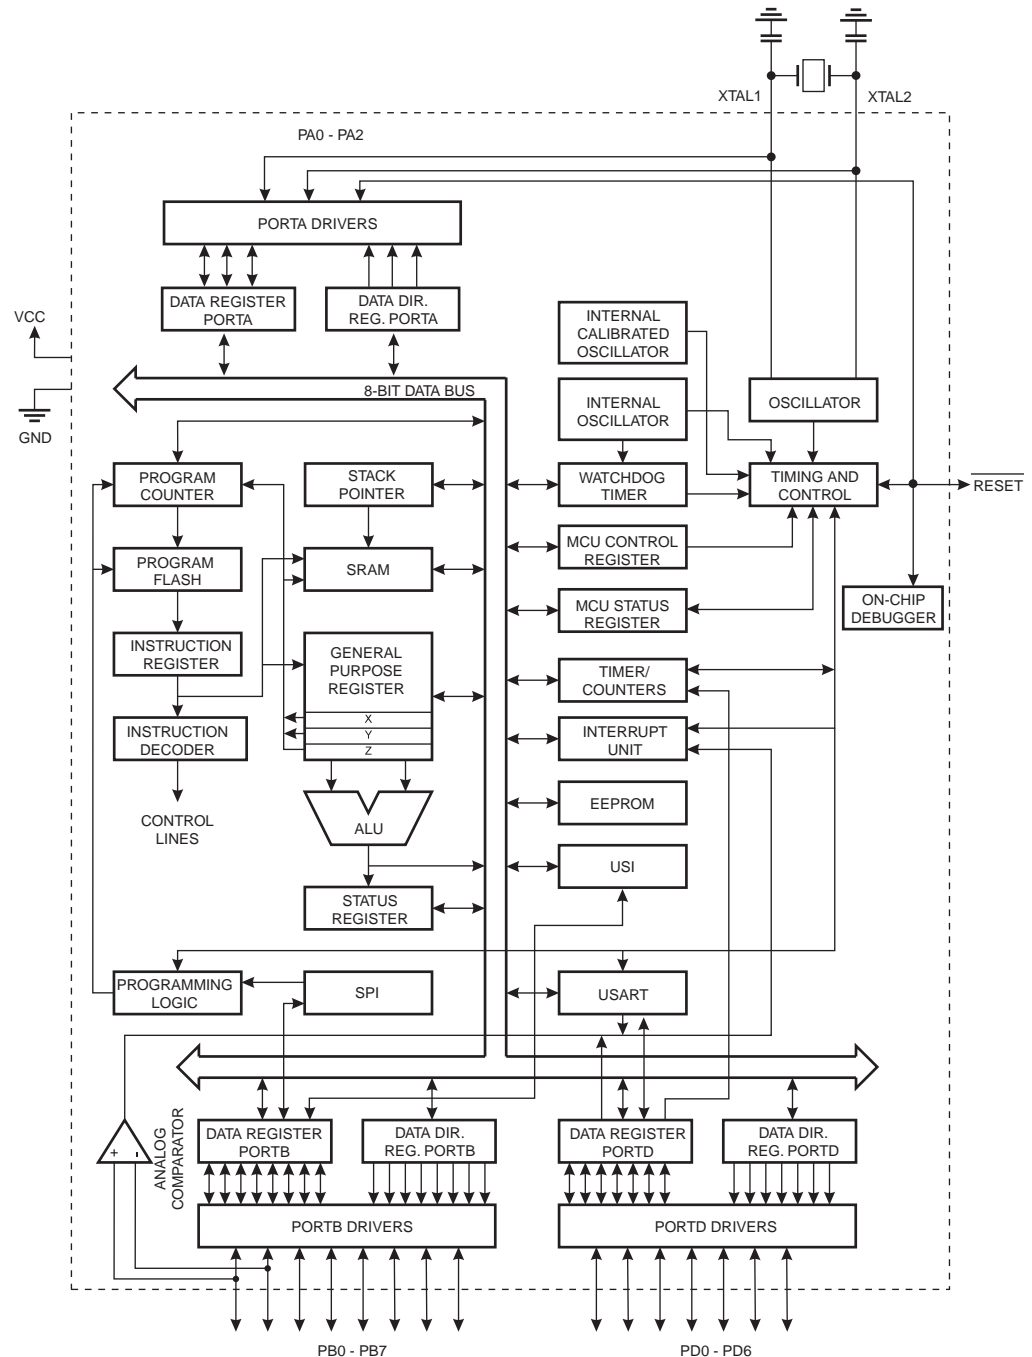 XTAL1
XTAL2
PA0 - PA2
PORTA DRIVERS
DATA REGISTER
PORTA
DATA DIR.
REG. PORTA
VCC
GND
8-BIT DATA BUS
INTERNAL
CALIBRATED
OSCILLATOR
INTERNAL
OSCILLATOR
OSCILLATOR
PROGRAM
COUNTER
STACK
POINTER
WATCHDOG
TIMER
TIMING AND
CONTROL
RESET
PROGRAM
FLASH
SRAM
MCU CONTROL
REGISTER
MCU STATUS
REGISTER
ON-CHIP
DEBUGGER
INSTRUCTION
REGISTER
GENERAL
PURPOSE
REGISTER
X
Y
Z
TIMER/
COUNTERS
INSTRUCTION
DECODER
INTERRUPT
UNIT
CONTROL
LINES
ALU
EEPROM
USI
STATUS
REGISTER
PROGRAMMING
LOGIC
SPI
USART
ANALOG
COMPARATOR
+
-
DATA REGISTER
PORTB
DATA DIR.
REG. PORTB
DATA REGISTER
PORTD
DATA DIR.
REG. PORTD
PORTB DRIVERS
PORTD DRIVERS
PB0 - PB7
PD0 - PD6